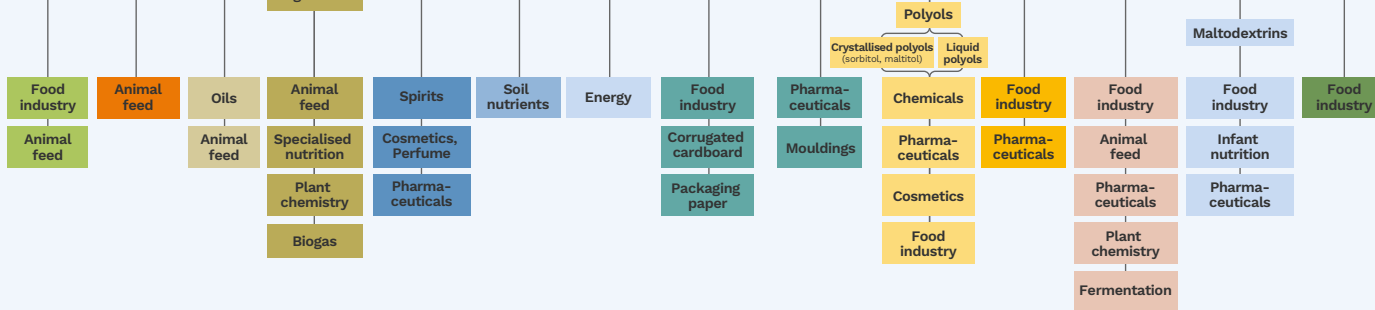 Polyols
Crystallised polyols
(sorbitol, maltitol)
Liquid
polyols
Maltodextrins
Food
industry
Animal
feed
Animal
feed
Oils
Animal
feed
Animal
feed
Specialised
nutrition
Plant
chemistry
Biogas
Spirits
Cosmetics,
Perfume
Pharma-
ceuticals
Soil
nutrients
Energy
Food
industry
Corrugated
cardboard
Packaging
paper
Pharma-
ceuticals
Mouldings
Chemicals
Pharma-
ceuticals
Cosmetics
Food
industry
Food
industry
Pharma-
ceuticals
Food
industry
Animal
feed
Pharma-
ceuticals
Plant
chemistry
Fermentation
Food
industry
Infant
nutrition
Pharma-
ceuticals
Food
industry